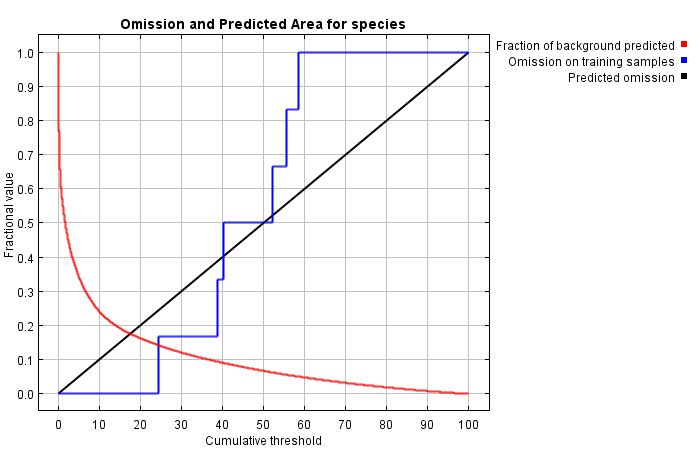 Omission and Predicted Area for species
Fraction of background predicted
Omission on training samples
Predicted omission
Fractional value
1.0
0.9
0.8
0.7
0.6
0.5
0.4
0.3
0.2
0.1
0.0
0 10 20 30 40 50 60 70 80 90 100
Cumulative threshold